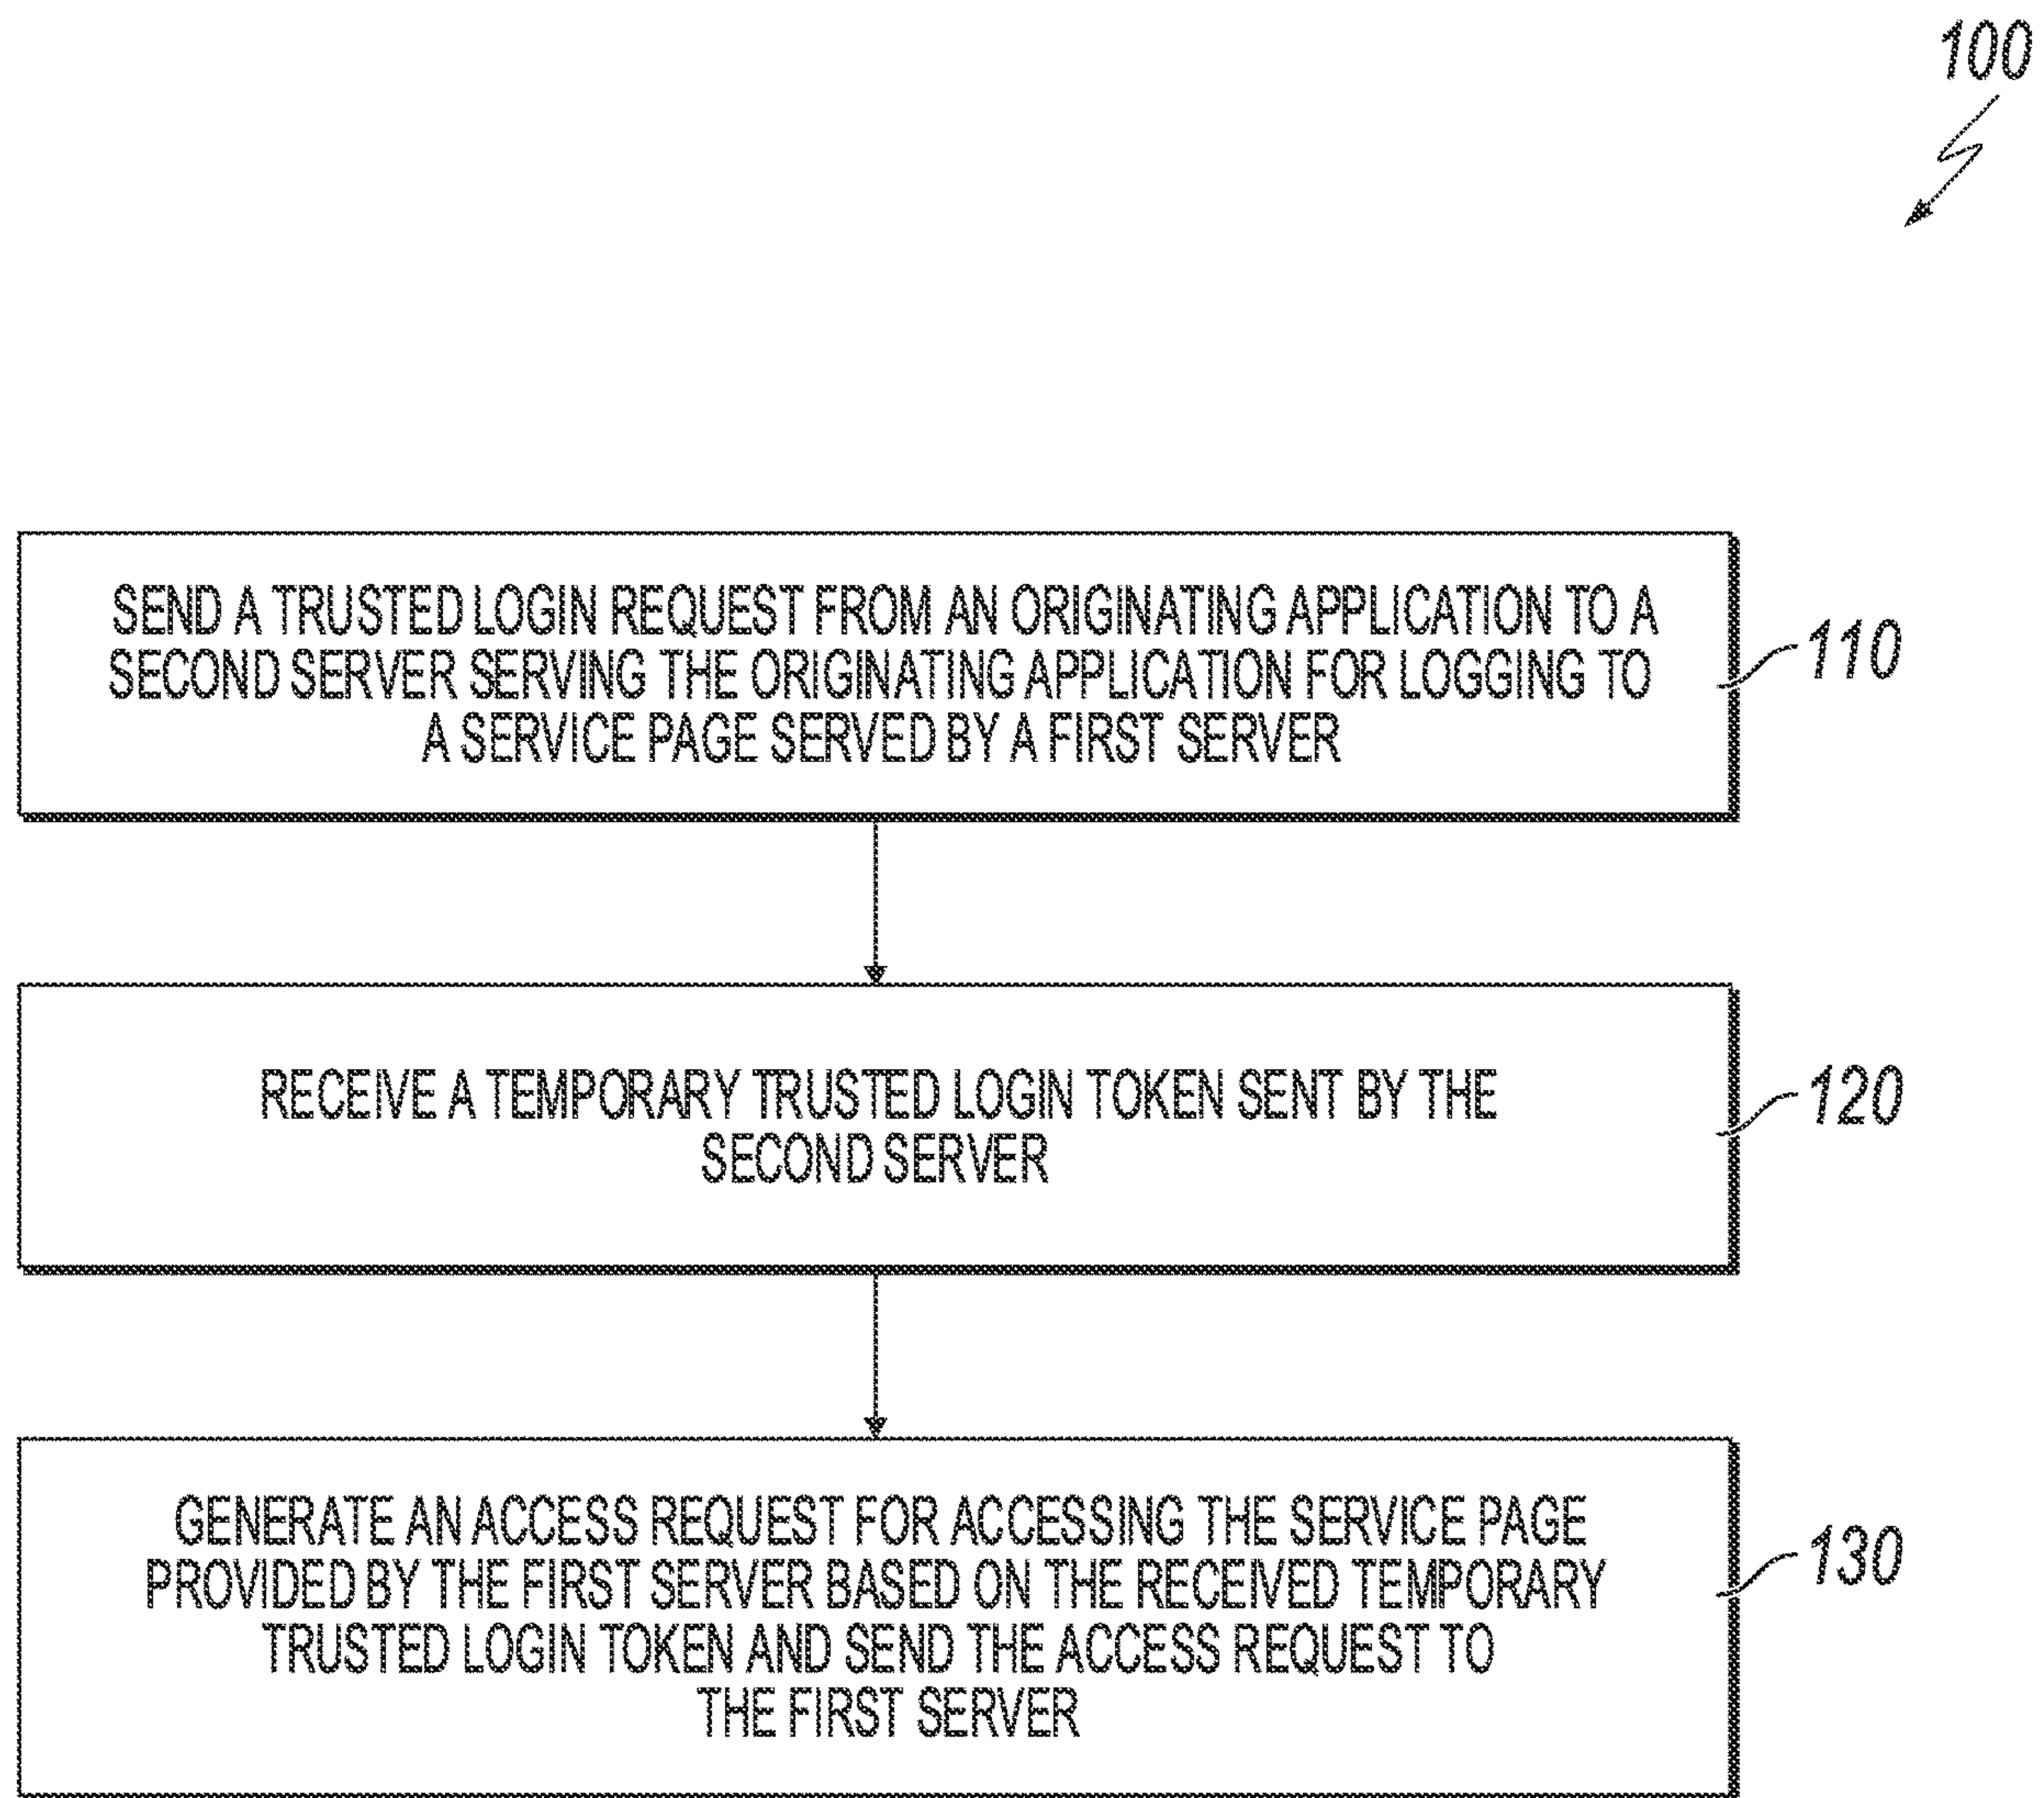 100
SEND A TRUSTED LOGIN REQUEST FROM AN ORIGINATING APPLICATION TO A
SECOND SERVER SERVING THE ORIGINATING APPLICATION FOR LOGGING TO
A SERVICE PAGE SERVED BY A FIRST SERVER
110
RECEIVE A TEMPORARY TRUSTED LOGIN TOKEN SENT BY THE
SECOND SERVER
120
GENERATE AN ACCESS REQUEST FOR ACCESSING THE SERVICE PAGE
PROVIDED BY THE FIRST SERVER BASED ON THE RECEIVED TEMPORARY
TRUSTED LOGIN TOKEN AND SEND THE ACCESS REQUEST TO
THE FIRST SERVER
130